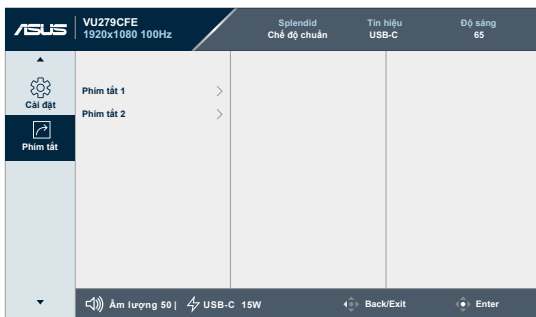 ASUS
VU279CFE
1920x1080 100Hz
Splendid
Chế độ chuẩn
Tín hiệu
USB-C
Độ sáng
65
Cài đặt
Phím tắt
Phím tắt 1
Phím tắt 2
Âm lượng 50 | USB-C 15W
Back/Exit
Enter